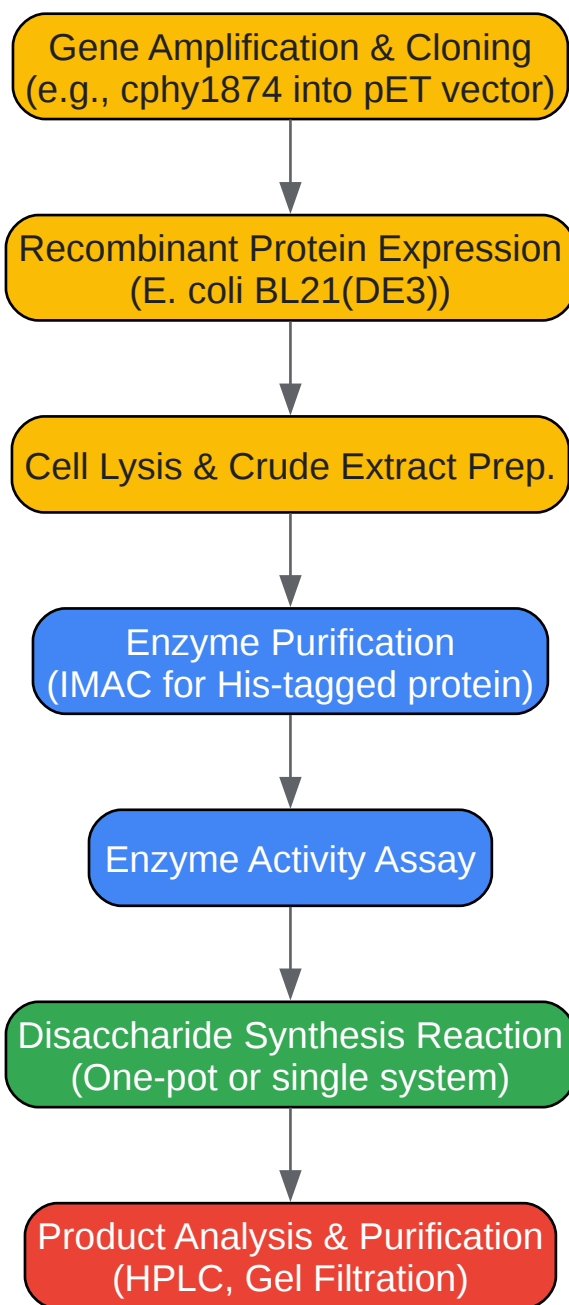 Gene Amplification & Cloning
(e.g., cphy1874 into pET vector)
Recombinant Protein Expression
(E. coli BL21(DE3))
Cell Lysis & Crude Extract Prep.
Enzyme Purification
(IMAC for His-tagged protein)
Enzyme Activity Assay
Disaccharide Synthesis Reaction
(One-pot or single system)
Product Analysis & Purification
(HPLC, Gel Filtration)